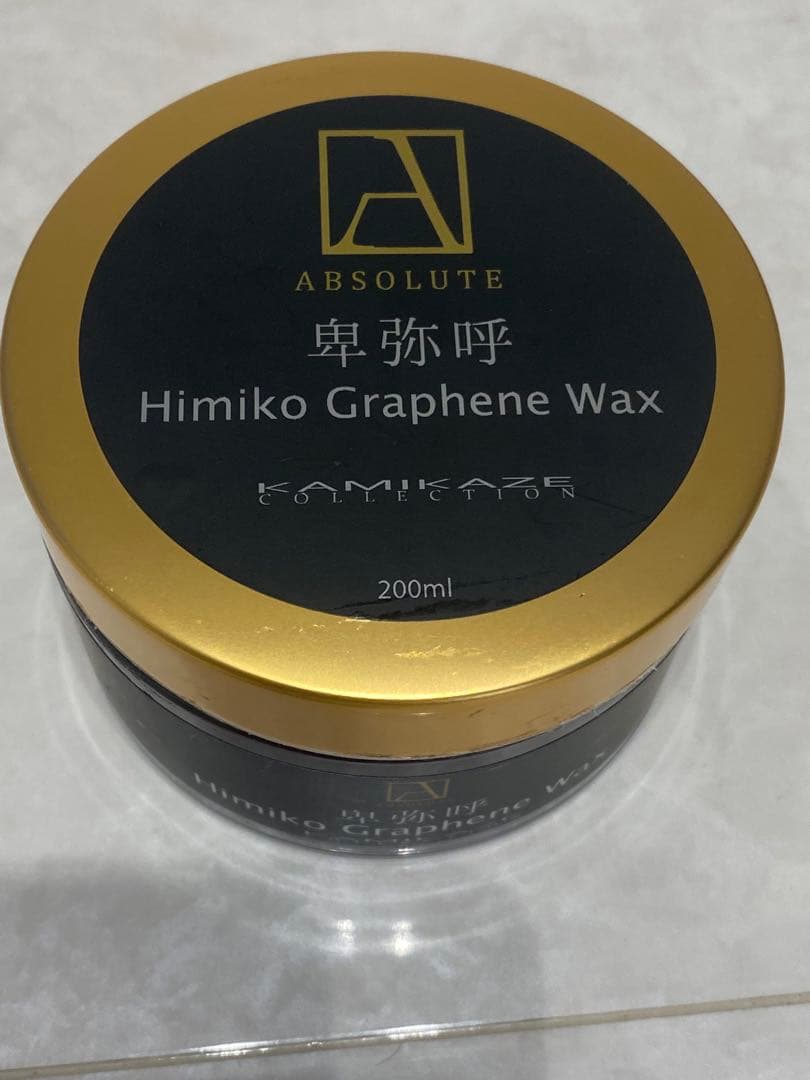 A
ABSOLUTE
卑弥呼
Himiko Graphene Wax
KAMIKAZE
COLLECTION
200ml
A
卑弥呼
Himiko Graphene Wax